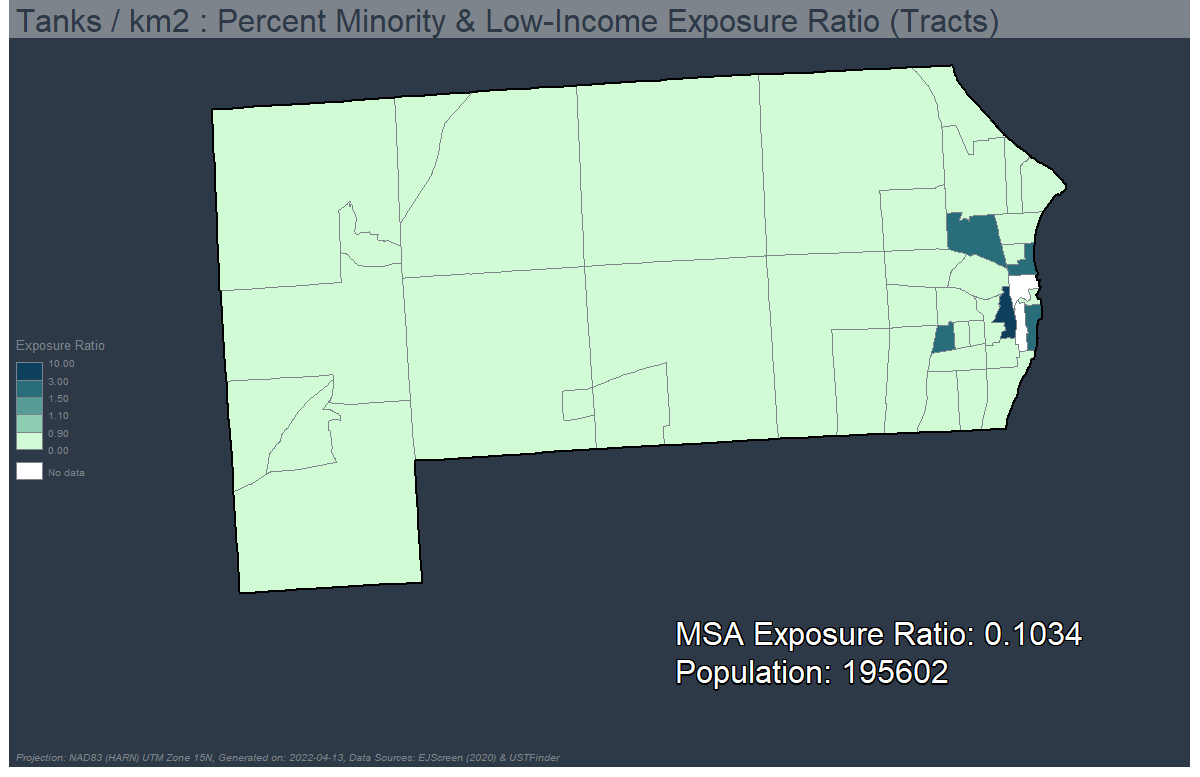 Tanks / km2 : Percent Minority & Low-Income Exposure Ratio (Tracts)
Exposure Ratio
10.00
3.00
1.50
1.10
0.90
0.00
No data
MSA Exposure Ratio: 0.1034
Population: 195602
Projection: NAD83 (HARN) UTM Zone 15N, Generated on: 2022-04-13, Data Sources: EJScreen (2020) & USTFinder